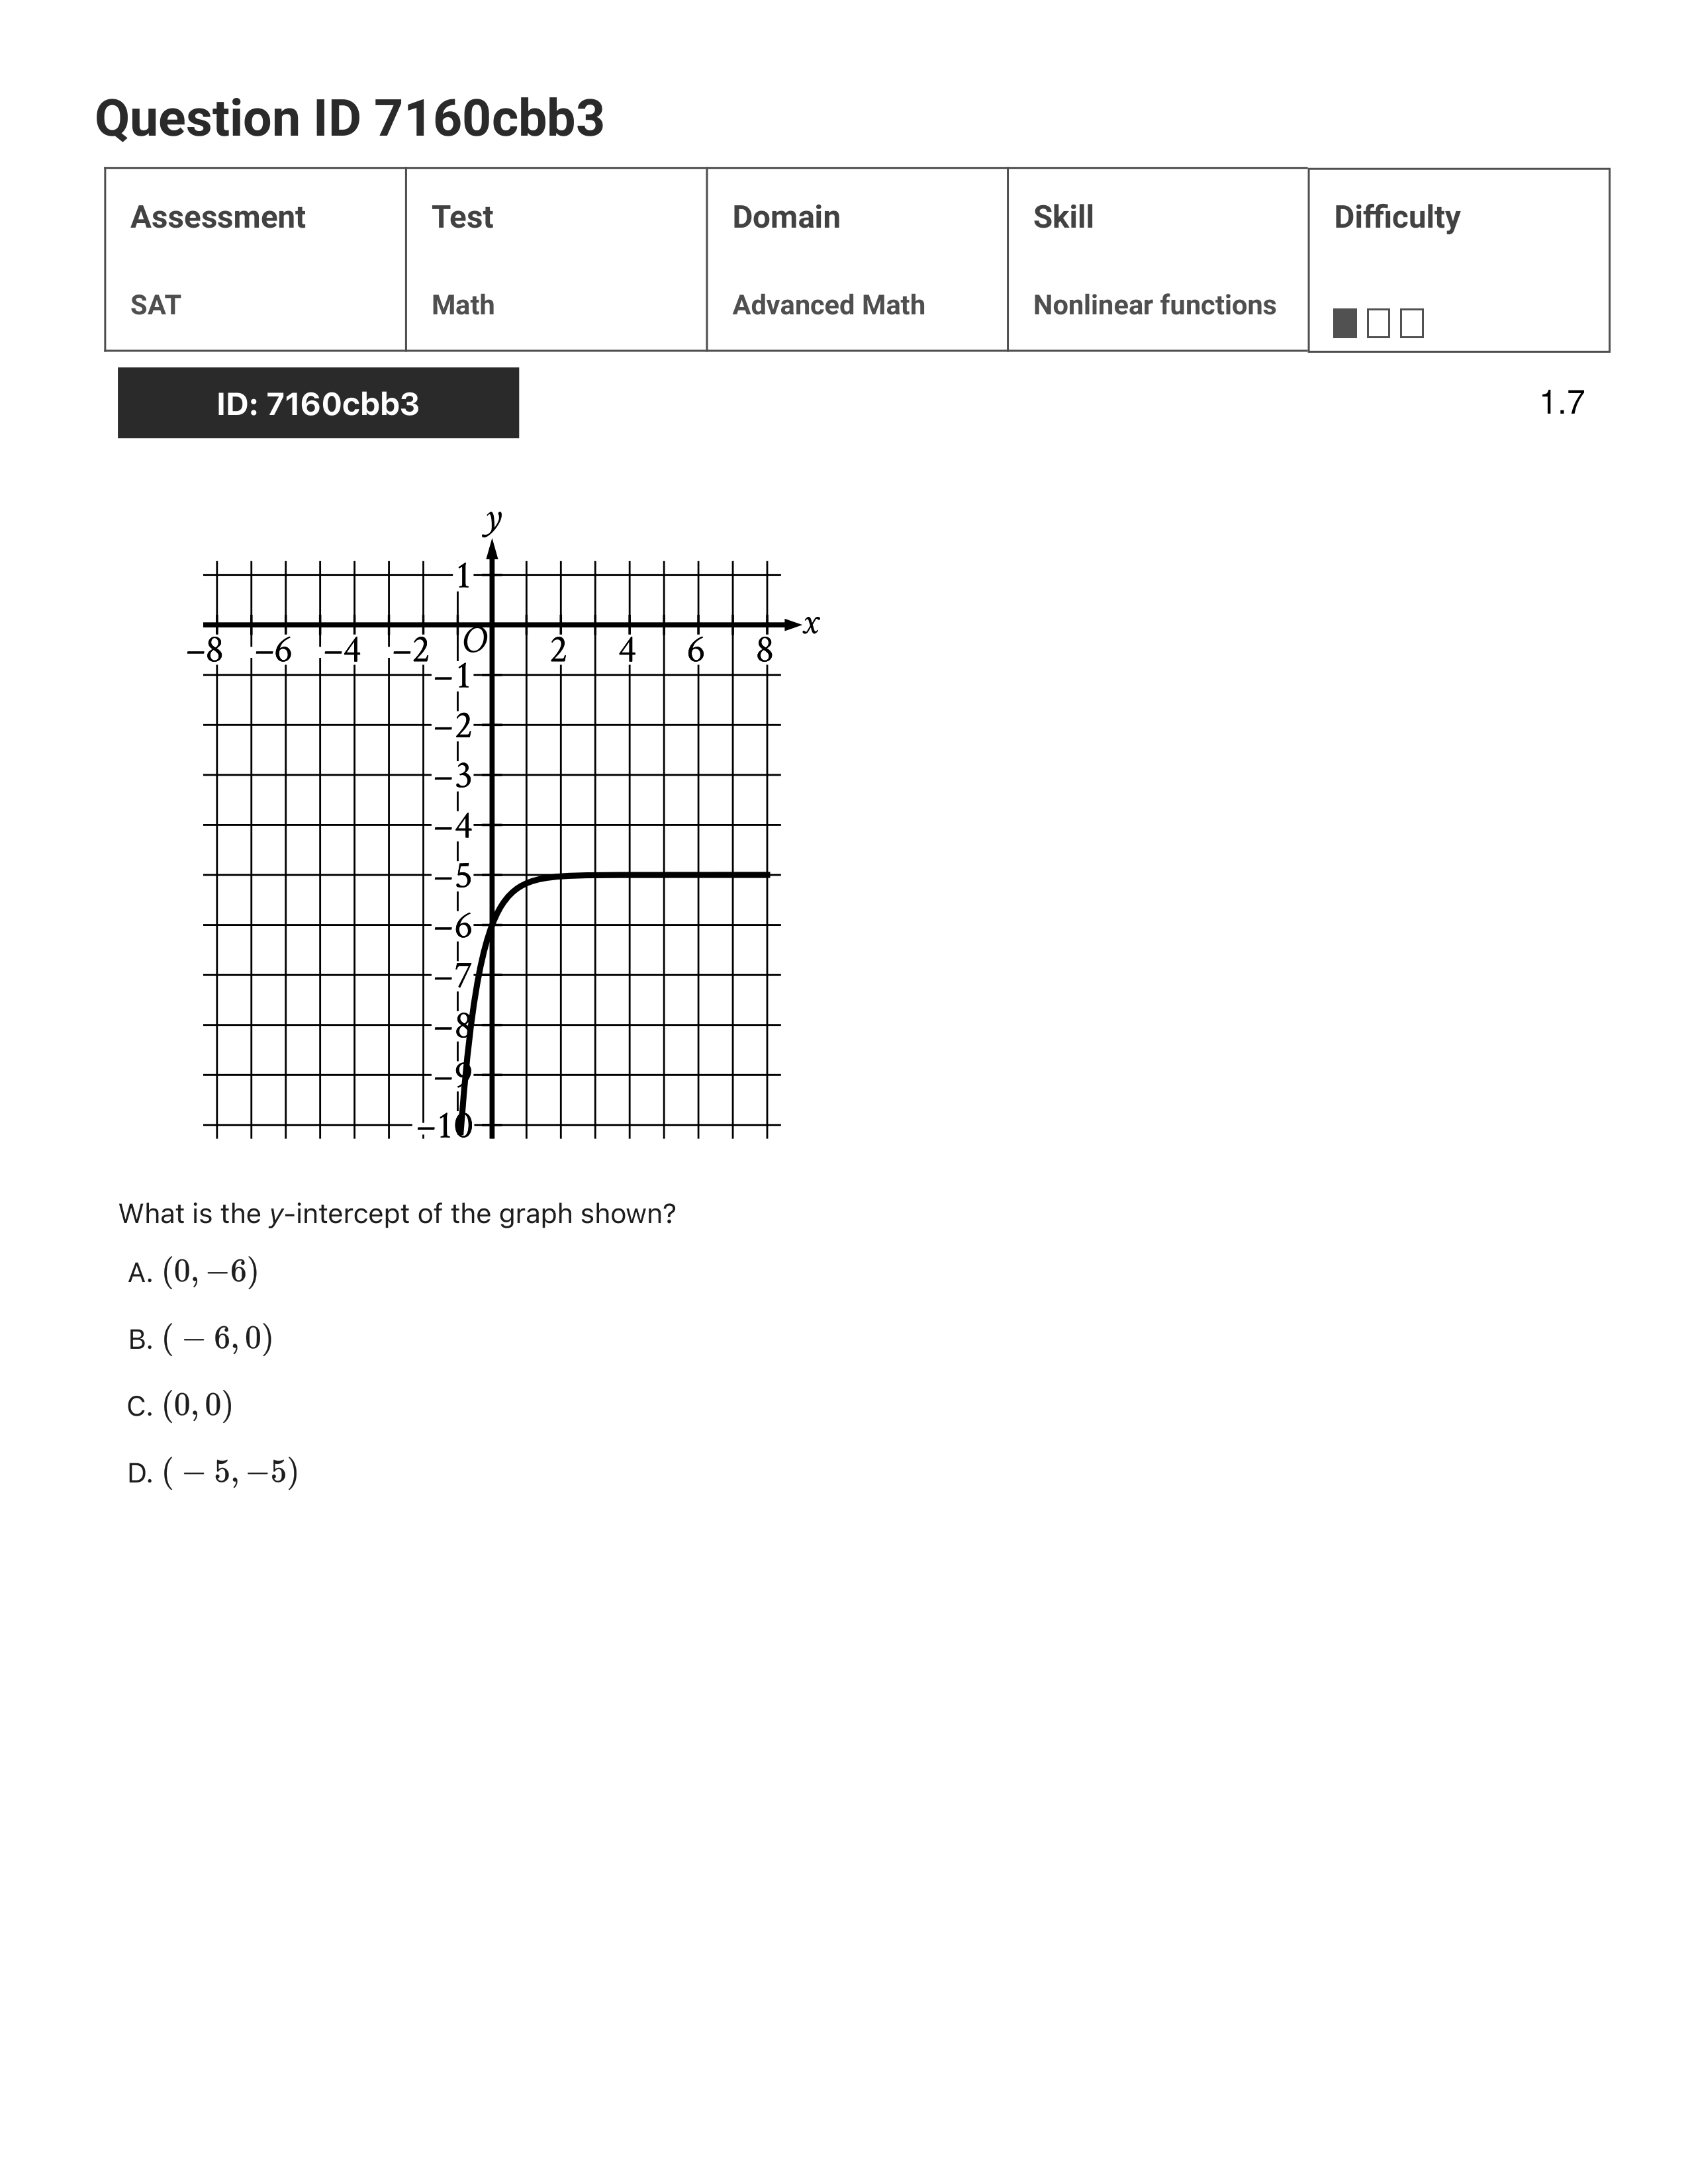 Question ID 7160cbb3
Assessment Test Domain Skill Difficulty
SAT Math Advanced Math Nonlinear functions
ID: 7160cbb3 1.7
y
1
x
−8 −6 −4 −2 O 2 4 6 8
−1
−2
−3
−4
−5
−6
−7
−8
−9
−10
What is the y-intercept of the graph shown?
A. (0, −6)
B. ( − 6, 0)
C. (0, 0)
D. ( − 5, −5)